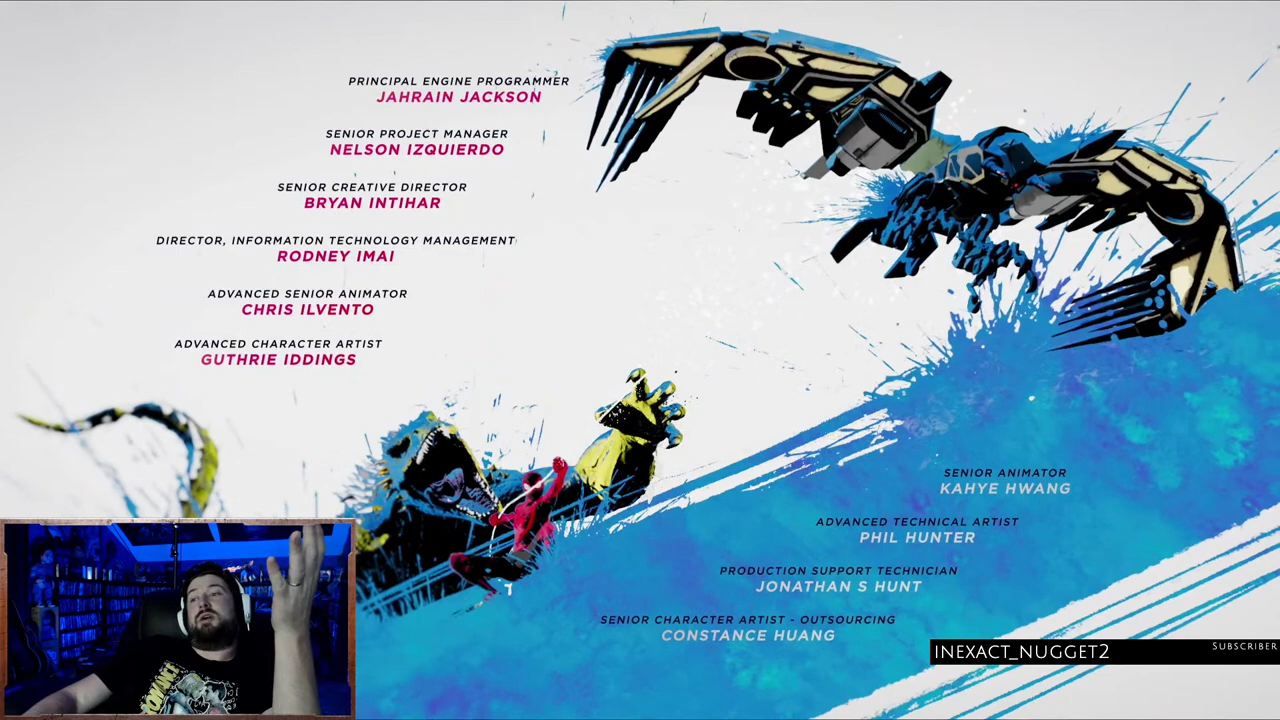 PRINCIPAL ENGINE PROGRAMMER
JAHRAIN JACKSON
SENIOR PROJECT MANAGER
NELSON IZQUIERDO
SENIOR CREATIVE DIRECTOR
BRYAN INTIHAR
DIRECTOR, INFORMATION TECHNOLOGY MANAGEMENT
RODNEY IMAI
ADVANCED SENIOR ANIMATOR
CHRIS ILVENTO
ADVANCED CHARACTER ARTIST
GUTHRIE IDDINGS
SENIOR ANIMATOR
KAHYE HWANG
ADVANCED TECHNICAL ARTIST
PHIL HUNTER
PRODUCTION SUPPORT TECHNICIAN
JONATHAN S HUNT
SENIOR CHARACTER ARTIST - OUTSOURCING
CONSTANCE HUANG
INEXACT_NUGGET2
SUBSCRIBER